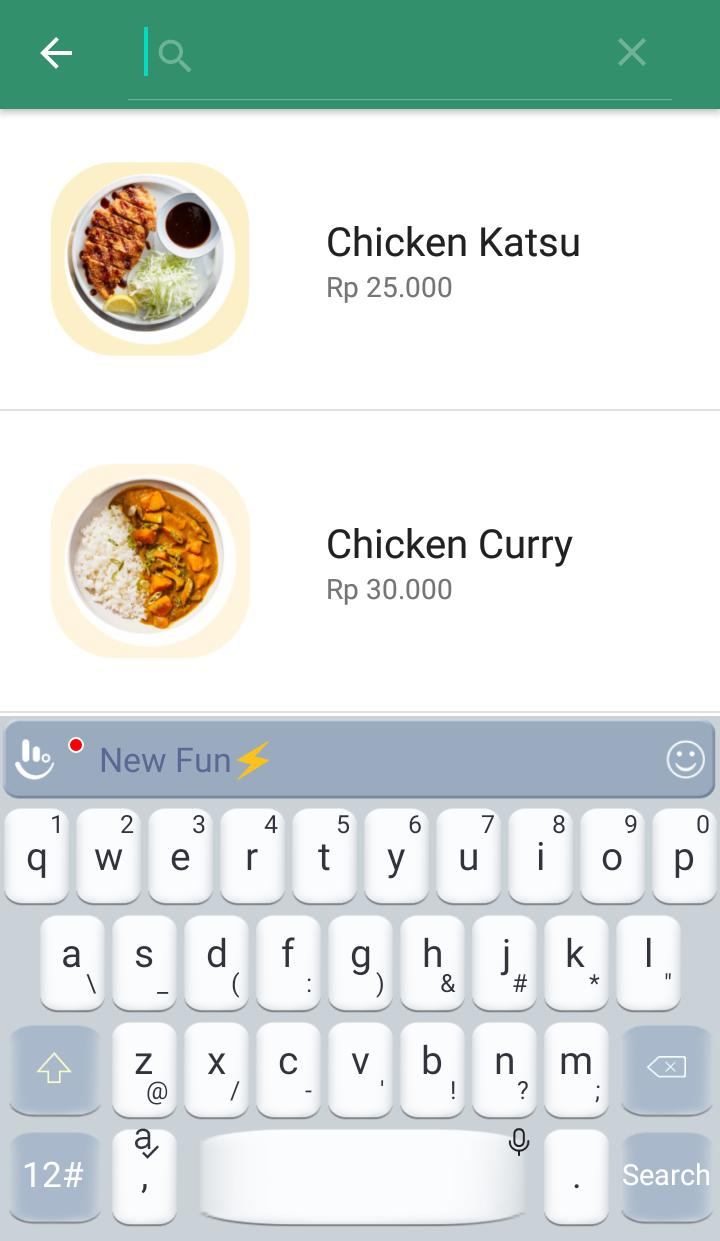 Chicken Katsu
Rp 25.000
Chicken Curry
Rp 30.000
New Fun⚡
1 2 3 4 5 6 7 8 9 0
q w e r t y u i o p
a s d f g h j k l
\ _ ( : ) & # * "
z x c v b n m
@ / - ' ! ? ;
12# a , . Search